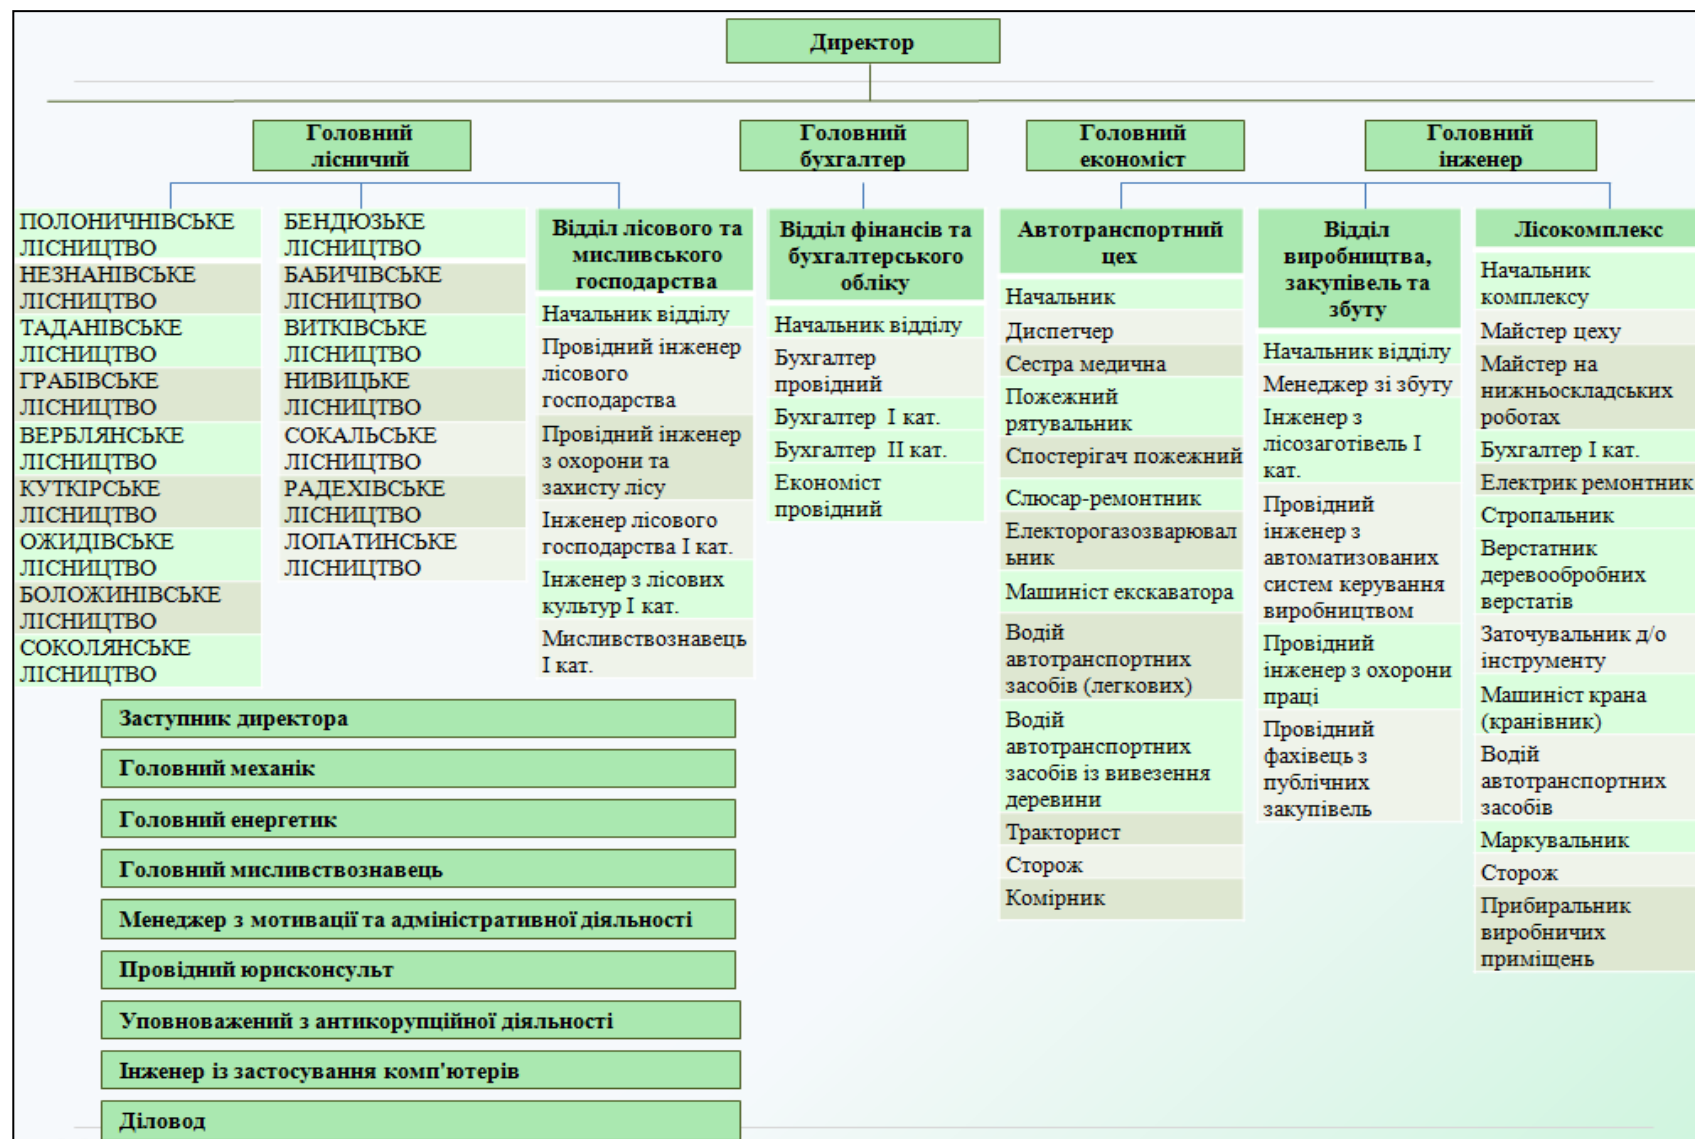 Директор
Головний
лісничий
Головний
бухгалтер
Головний
економіст
Головний
інженер
ПОЛОНИЧНІВСЬКЕ
ЛІСНИЦТВО
НЕЗНАНІВСЬКЕ
ЛІСНИЦТВО
ТАДАНІВСЬКЕ
ЛІСНИЦТВО
ГРАБІВСЬКЕ
ЛІСНИЦТВО
ВЕРБЛЯНСЬКЕ
ЛІСНИЦТВО
КУТКІРСЬКЕ
ЛІСНИЦТВО
ОЖИДІВСЬКЕ
ЛІСНИЦТВО
БОЛОЖИНІВСЬКЕ
ЛІСНИЦТВО
СОКОЛЯНСЬКЕ
ЛІСНИЦТВО
БЕНДЮЗЬКЕ
ЛІСНИЦТВО
БАБИЧІВСЬКЕ
ЛІСНИЦТВО
ВИТКІВСЬКЕ
ЛІСНИЦТВО
НИВИЦЬКЕ
ЛІСНИЦТВО
СОКАЛЬСЬКЕ
ЛІСНИЦТВО
РАДЕХІВСЬКЕ
ЛІСНИЦТВО
ЛОПАТИНСЬКЕ
ЛІСНИЦТВО
Відділ лісового та
мисливського
господарства
Начальник відділу
Провідний інженер
лісового
господарства
Провідний інженер
з охорони та
захисту лісу
Інженер лісового
господарства І кат.
Інженер з лісових
культур І кат.
Мисливствознавець
І кат.
Відділ фінансів та
бухгалтерського
обліку
Начальник відділу
Бухгалтер
провідний
Бухгалтер  І кат.
Бухгалтер  ІІ кат.
Економіст
провідний
Автотранспортний
цех
Начальник
Диспетчер
Сестра медична
Пожежний
рятувальник
Спостерігач пожежний
Слюсар-ремонтник
Електорогазозварювал
ьник
Машиніст екскаватора
Водій
автотранспортних
засобів (легкових)
Водій
автотранспортних
засобів із вивезення
деревини
Тракторист
Сторож
Комірник
Відділ
виробництва,
закупівель та
збуту
Начальник відділу
Менеджер зі збуту
Інженер з
лісозаготівель І
кат.
Провідний
інженер з
автоматизованих
систем керування
виробництвом
Провідний
інженер з охорони
праці
Провідний
фахівець з
публічних
закупівель
Лісокомплекс
Начальник
комплексу
Майстер цеху
Майстер на
нижньоскладських
роботах
Бухгалтер І кат.
Електрик ремонтник
Стропальник
Верстатник
деревообробних
верстатів
Заточувальник д/о
інструменту
Машиніст крана
(кранівник)
Водій
автотранспортних
засобів
Маркувальник
Сторож
Прибиральник
виробничих
приміщень
Заступник директора
Головний механік
Головний енергетик
Головний мисливствознавець
Менеджер з мотивації та адміністративної діяльності
Провідний юрисконсульт
Уповноважений з антикорупційної діяльності
Інженер із застосування комп'ютерів
Діловод